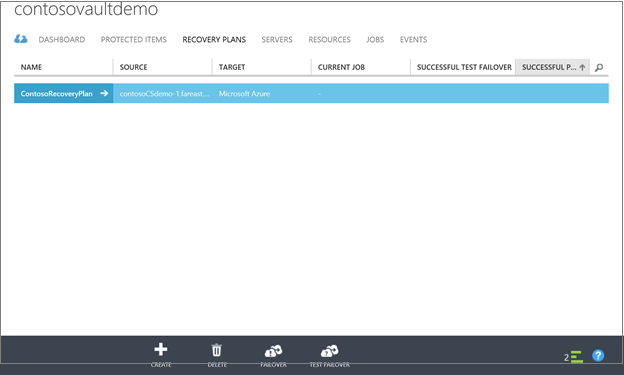 contosovaultdemo
DASHBOARD PROTECTED ITEMS RECOVERY PLANS SERVERS RESOURCES JOBS EVENTS
NAME SOURCE TARGET CURRENT JOB SUCCESSFUL TEST FAILOVER SUCCESSFUL P...
ContosoRecoveryPlan contosoCSdemo-1.fareast.... Microsoft Azure -
CREATE DELETE FAILOVER TEST FAILOVER 2 ?